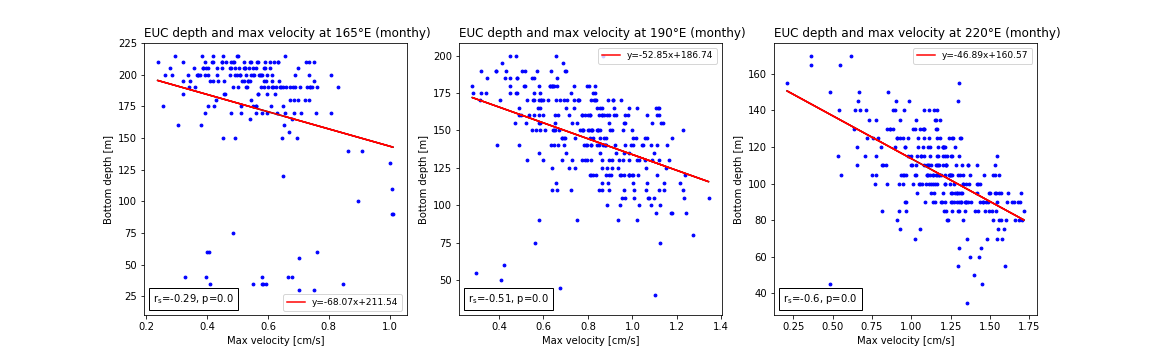 EUC depth and max velocity at 165°E (monthy)
225
200
175
150
125
100
75
50
25
Bottom depth [m]
rs=-0.29, p=0.0
y=-68.07x+211.54
0.2 0.4 0.6 0.8 1.0
Max velocity [cm/s]
EUC depth and max velocity at 190°E (monthy)
y=-52.85x+186.74
200
175
150
125
100
75
50
Bottom depth [m]
rs=-0.51, p=0.0
0.4 0.6 0.8 1.0 1.2 1.4
Max velocity [cm/s]
EUC depth and max velocity at 220°E (monthy)
y=-46.89x+160.57
160
140
120
100
80
60
40
Bottom depth [m]
rs=-0.6, p=0.0
0.25 0.50 0.75 1.00 1.25 1.50 1.75
Max velocity [cm/s]